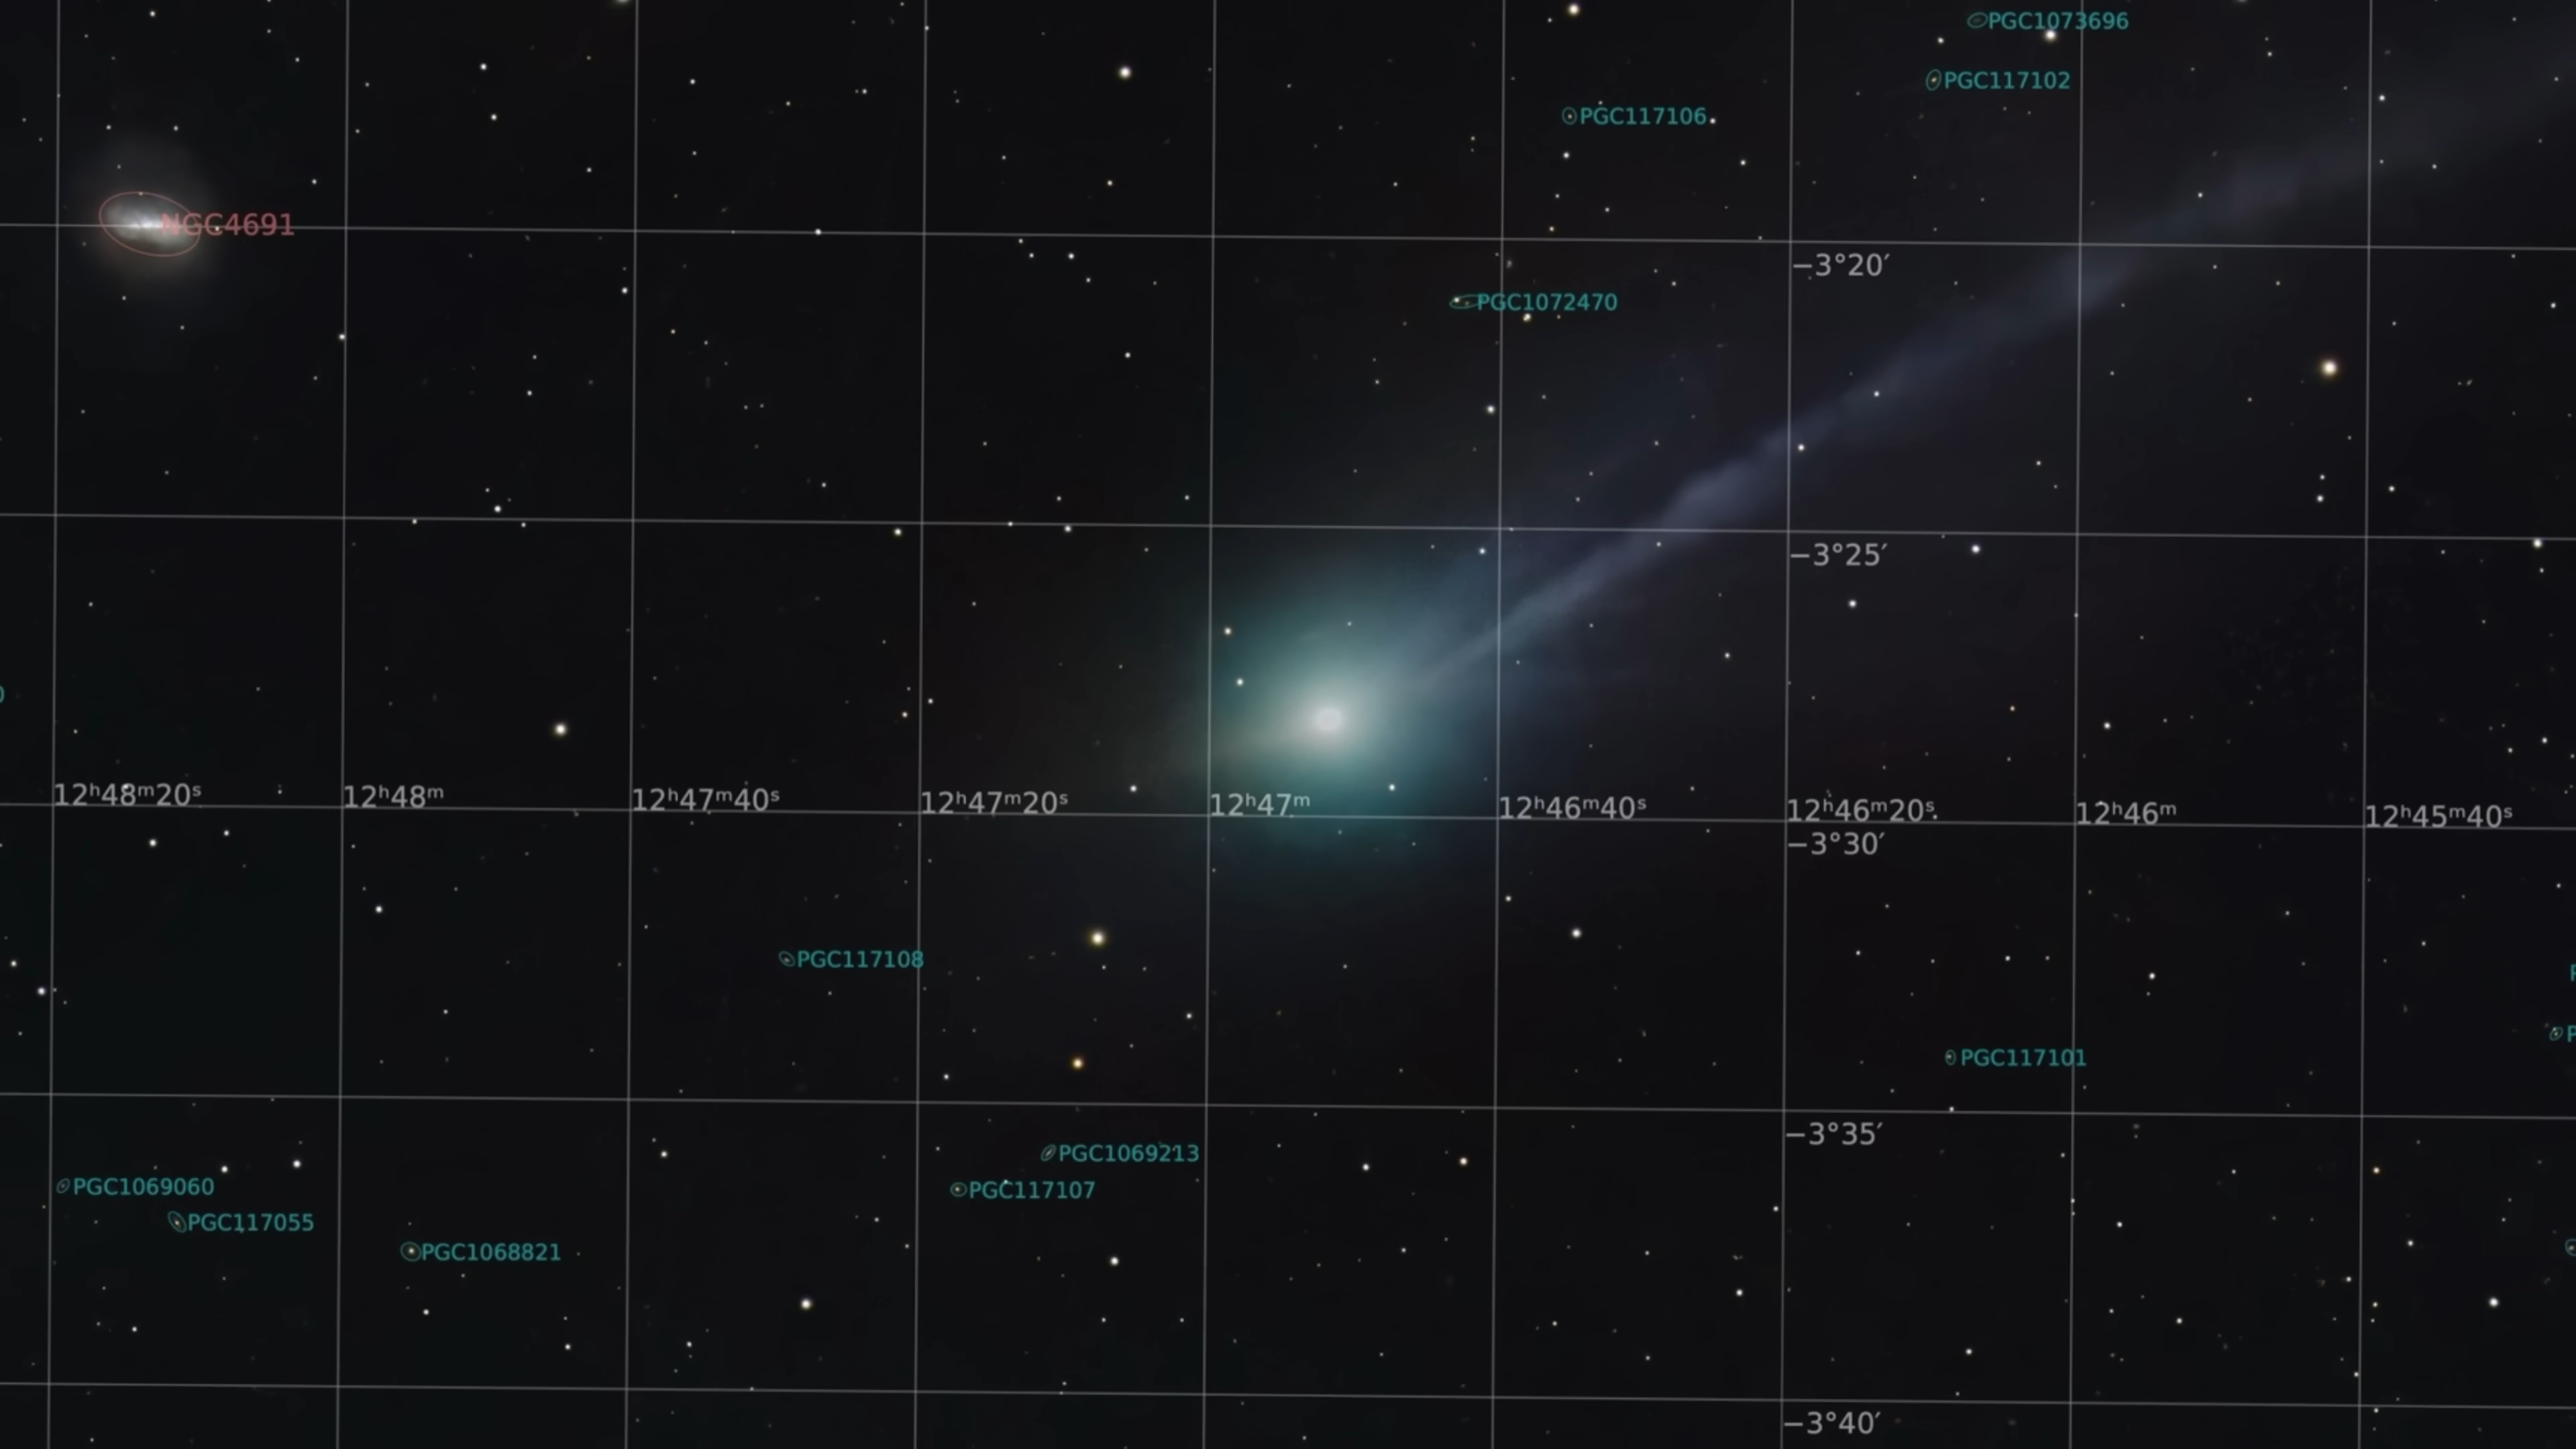 PGC1073696
PGC117102
PGC117106
NGC4691
−3°20′
PGC1072470
−3°25′
12ʰ48ᵐ20ˢ
12ʰ48ᵐ
12ʰ47ᵐ40ˢ
12ʰ47ᵐ20ˢ
12ʰ47ᵐ
12ʰ46ᵐ40ˢ
12ʰ46ᵐ20ˢ
12ʰ46ᵐ
12ʰ45ᵐ40ˢ
−3°30′
PGC117108
PGC117101
−3°35′
PGC1069213
PGC1069060
PGC117107
PGC117055
PGC1068821
−3°40′